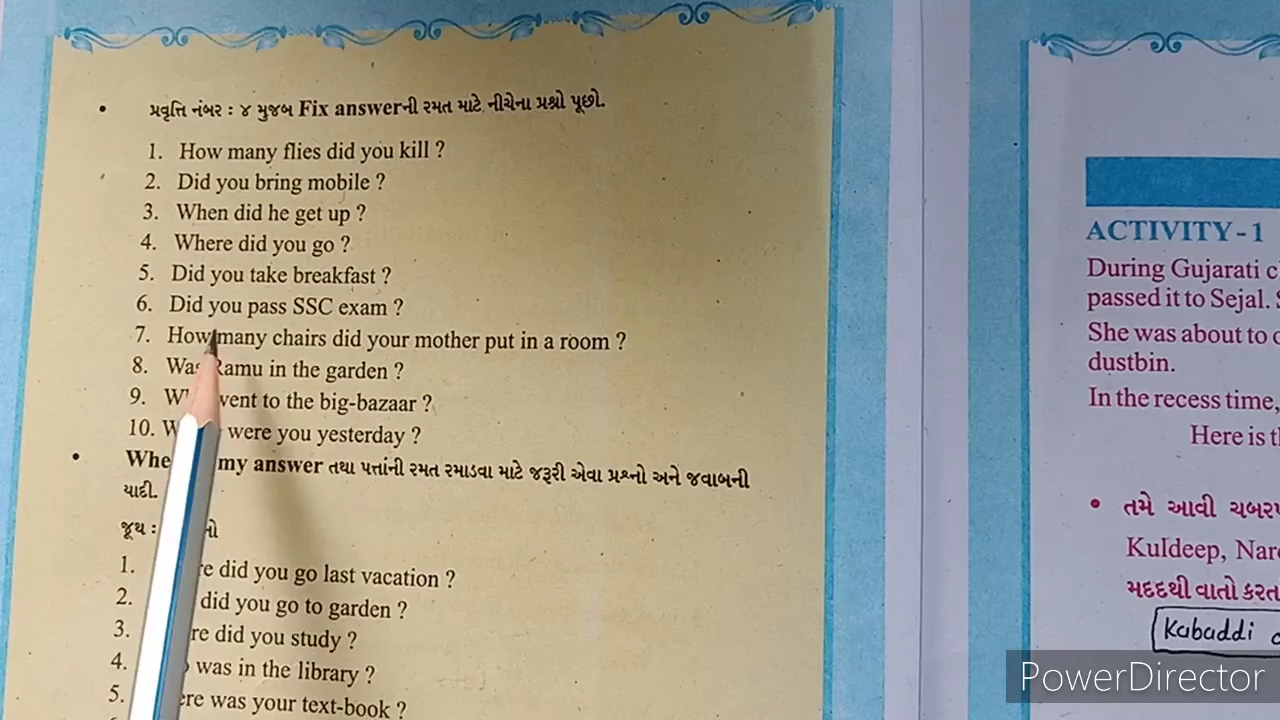 • પ્રવૃત્તિ નંબર : ૪ મુજબ Fix answerની રમત માટે નીચેના પ્રશ્નો પૂછો.
1. How many flies did you kill ?
2. Did you bring mobile ?
3. When did he get up ?
4. Where did you go ?
5. Did you take breakfast ?
6. Did you pass SSC exam ?
7. How many chairs did your mother put in a room ?
8. Was Ramu in the garden ?
9. went to the big-bazaar ?
10. were you yesterday ?
• my answer તથા પત્તાંની રમત રમાડવા માટે જરૂરી એવા પ્રશ્નો અને જવાબની
યાદી.
જૂથ :
1. did you go last vacation ?
2. did you go to garden ?
3. did you study ?
4. was in the library ?
5. was your text-book ?
ACTIVITY-1
During Gujarati
passed it to Sejal.
She was about to
dustbin.
In the recess time,
Here is
• તમે આવી
Kuldeep,
મદદથી વાતો
Kabaddi
PowerDirector